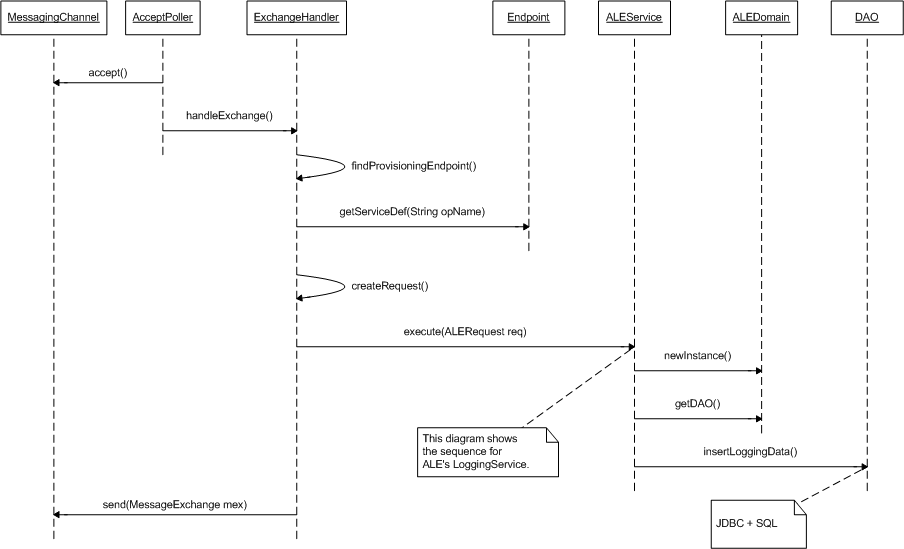 MessagingChannel
AcceptPoller
ExchangeHandler
Endpoint
ALEService
ALEDomain
DAO
accept()
handleExchange()
findProvisioningEndpoint()
getServiceDef(String opName)
createRequest()
execute(ALERequest req)
newInstance()
getDAO()
This diagram shows
the sequence for
ALE's LoggingService.
insertLoggingData()
send(MessageExchange mex)
JDBC + SQL